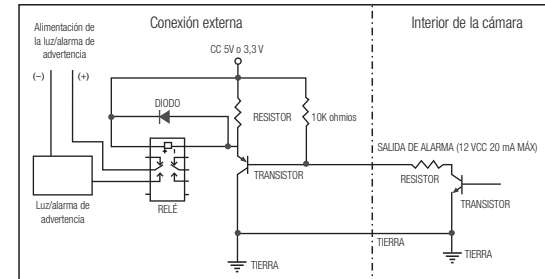 Conexión externa
Interior de la cámara
Alimentación de
la luz/alarma de
advertencia
(–)
(+)
CC 5V o 3,3 V
DIODO
RESISTOR
10K ohmios
SALIDA DE ALARMA (12 VCC 20 mA MÁX)
RESISTOR
TRANSISTOR
TRANSISTOR
RELÉ
Luz/alarma de
advertencia
TIERRA
TIERRA
TIERRA